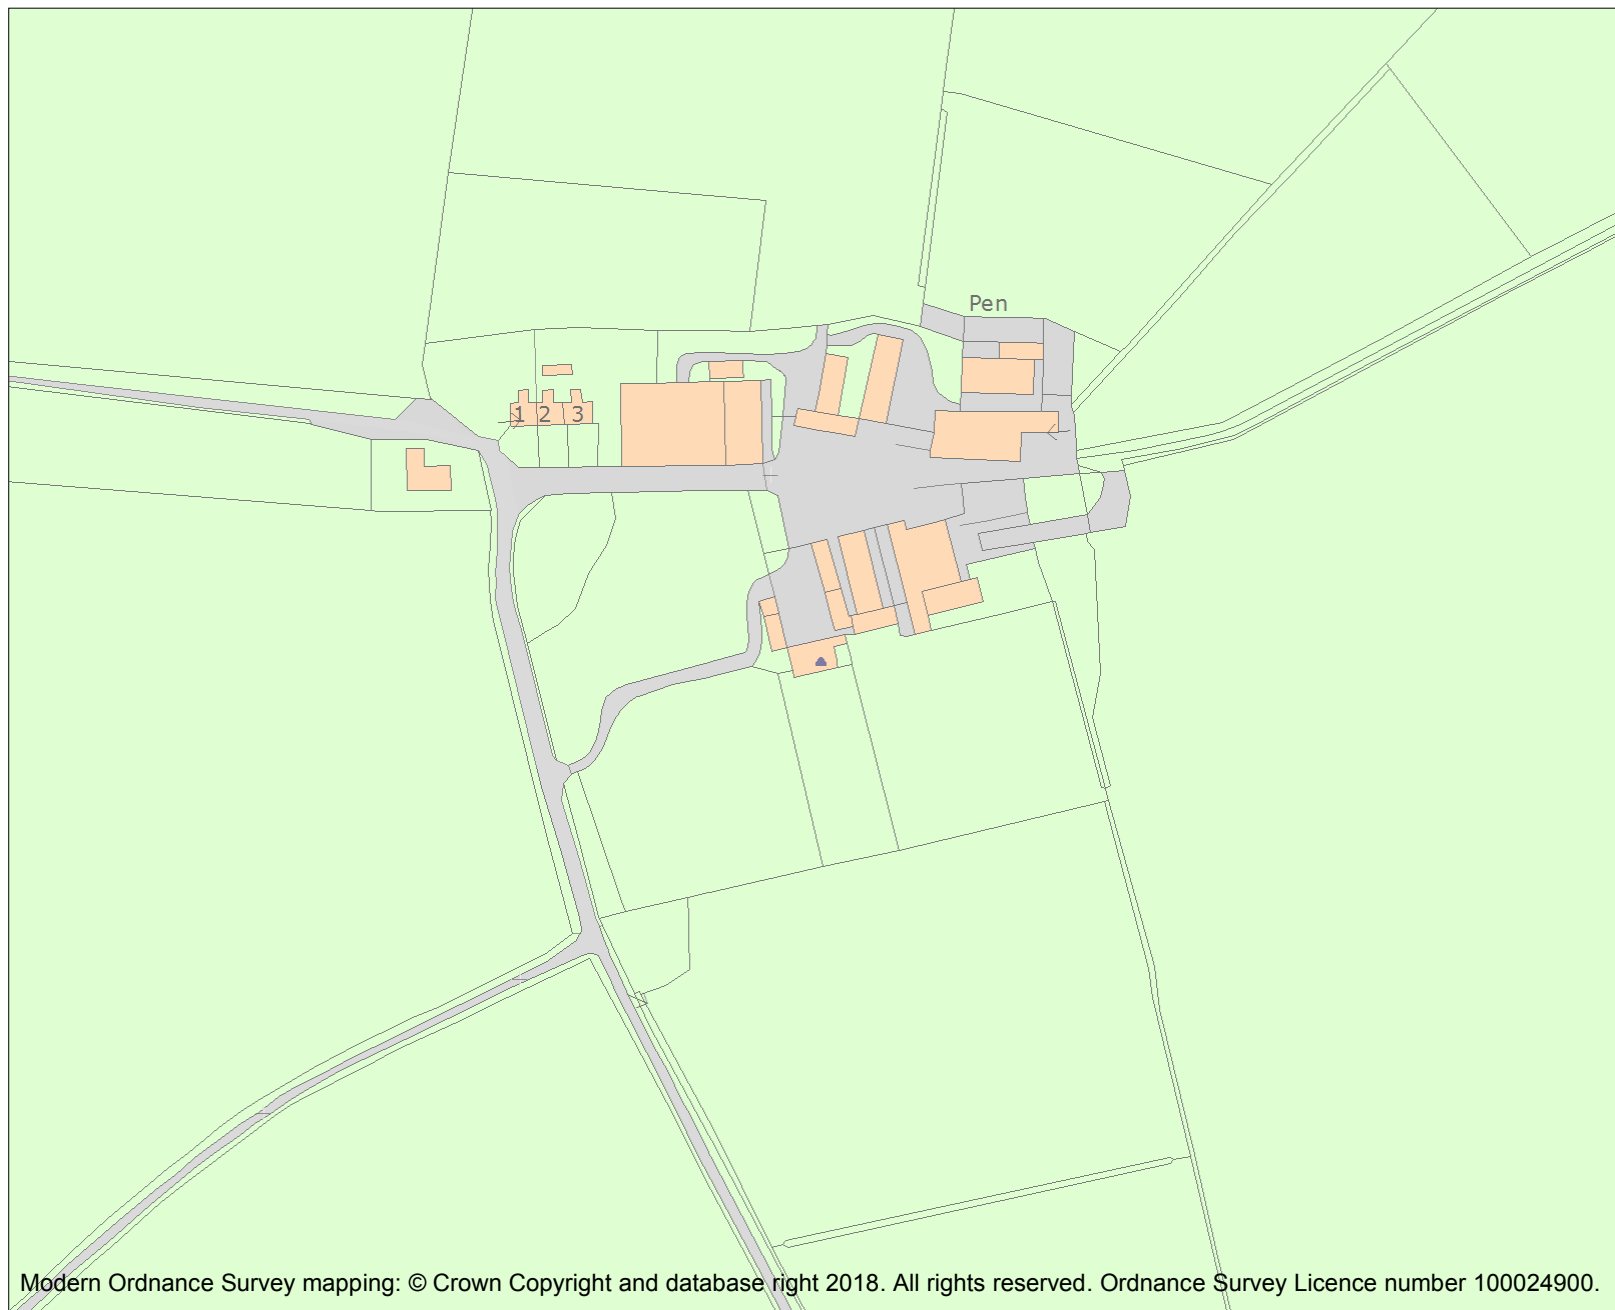 Pen
1 2 3
Modern Ordnance Survey mapping: © Crown Copyright and database right 2018. All rights reserved. Ordnance Survey Licence number 100024900.